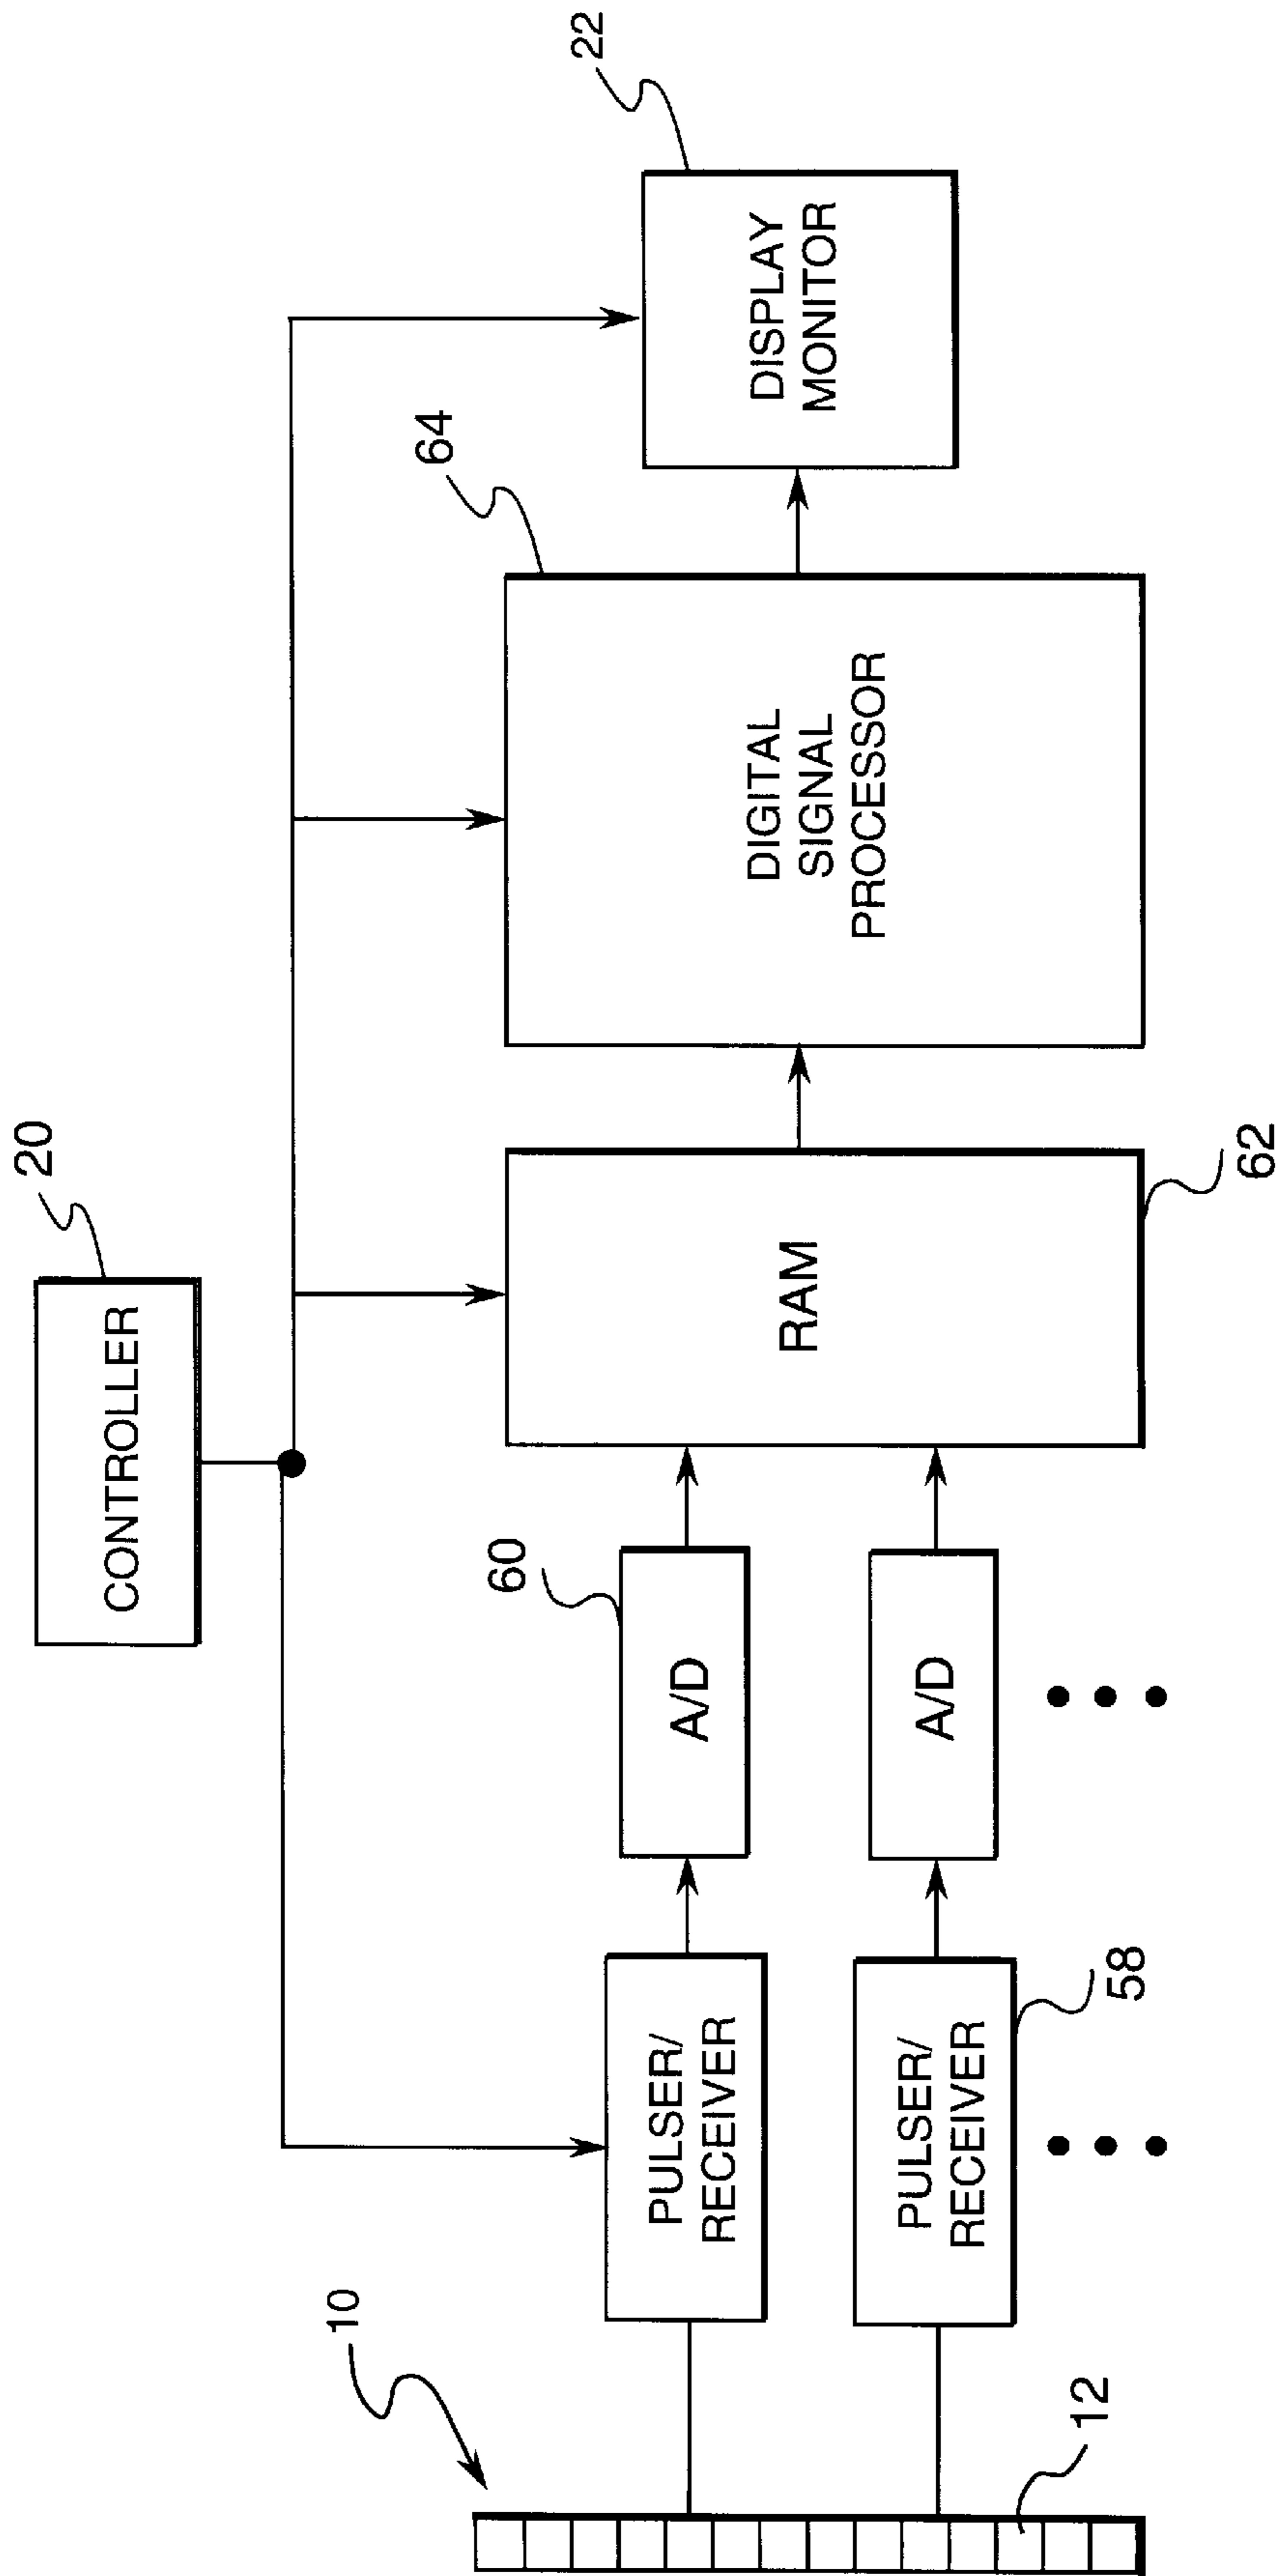 CONTROLLER
20
10
12
PULSER/
RECEIVER
PULSER/
RECEIVER
58
A/D
60
A/D
RAM
62
DIGITAL
SIGNAL
PROCESSOR
64
DISPLAY
MONITOR
22